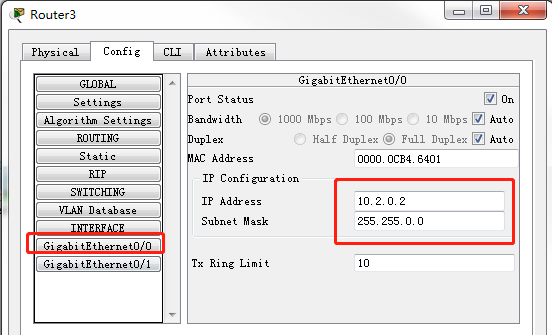 Router3
Physical Config CLI Attributes
GLOBAL
Settings
Algorithm Settings
ROUTING
Static
RIP
SWITCHING
VLAN Database
INTERFACE
GigabitEthernet0/0
GigabitEthernet0/1
GigabitEthernet0/0
Port Status On
Bandwidth 1000 Mbps 100 Mbps 10 Mbps Auto
Duplex Half Duplex Full Duplex Auto
MAC Address 0000.0CB4.6401
IP Configuration
IP Address 10.2.0.2
Subnet Mask 255.255.0.0
Tx Ring Limit 10